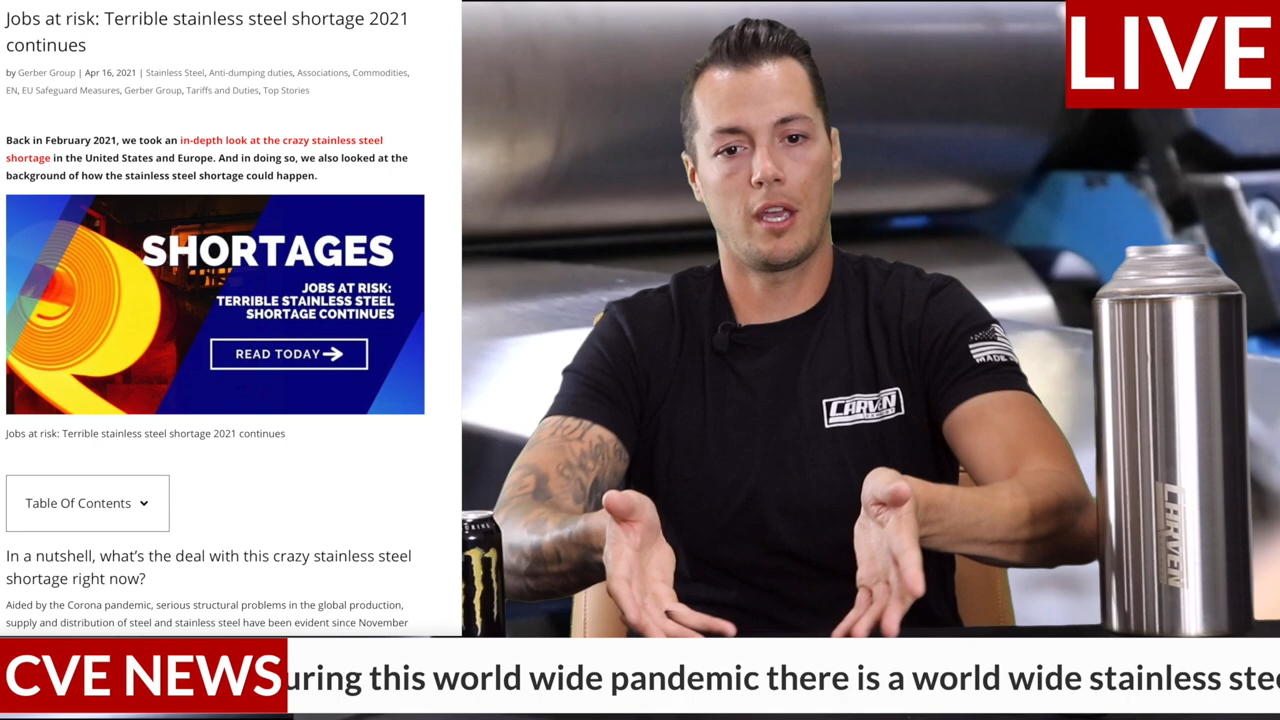 Jobs at risk: Terrible stainless steel shortage 2021
continues
by Gerber Group | Apr 16, 2021 | Stainless Steel, Anti-dumping duties, Associations, Commodities,
EN, EU Safeguard Measures, Gerber Group, Tariffs and Duties, Top Stories
Back in February 2021, we took an in-depth look at the crazy stainless steel
shortage in the United States and Europe. And in doing so, we also looked at the
background of how the stainless steel shortage could happen.
SHORTAGES
JOBS AT RISK:
TERRIBLE STAINLESS STEEL
SHORTAGE CONTINUES
READ TODAY
Jobs at risk: Terrible stainless steel shortage 2021 continues
Table Of Contents
In a nutshell, what's the deal with this crazy stainless steel
shortage right now?
Aided by the Corona pandemic, serious structural problems in the global production,
supply and distribution of steel and stainless steel have been evident since November
LIVE
MADE
CARVEN
CARVEN
CVE NEWS
uring this world wide pandemic there is a world wide stainless stee